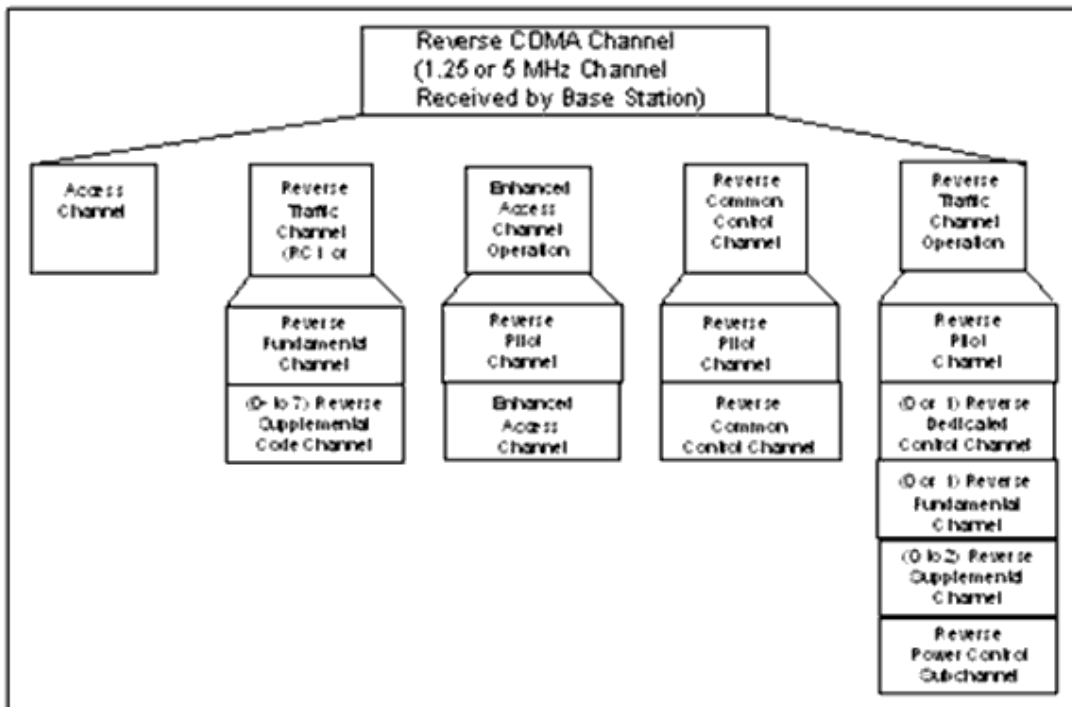 Reverse CDMA Channel
(1.25 or 5 MHz Channel
Received by Base Station)
Access
Channel
Reverse
Traffic
Channel
(RC 1 or
Enhanced
Access
Channel
Operation
Reverse
Common
Control
Channel
Reverse
Traffic
Channel
Operation
Reverse
Fundamental
Channel
(0- to 7) Reverse
Supplemental
Code Channel
Reverse
Pilot
Channel
Enhanced
Access
Channel
Reverse
Pilot
Channel
Reverse
Common
Control Channel
Reverse
Pilot
Channel
(0 or 1) Reverse
Dedicated
Control Channel
(0 or 1) Reverse
Fundamental
Channel
(0 to 2) Reverse
Supplemental
Channel
Reverse
Power Control
Subchannel